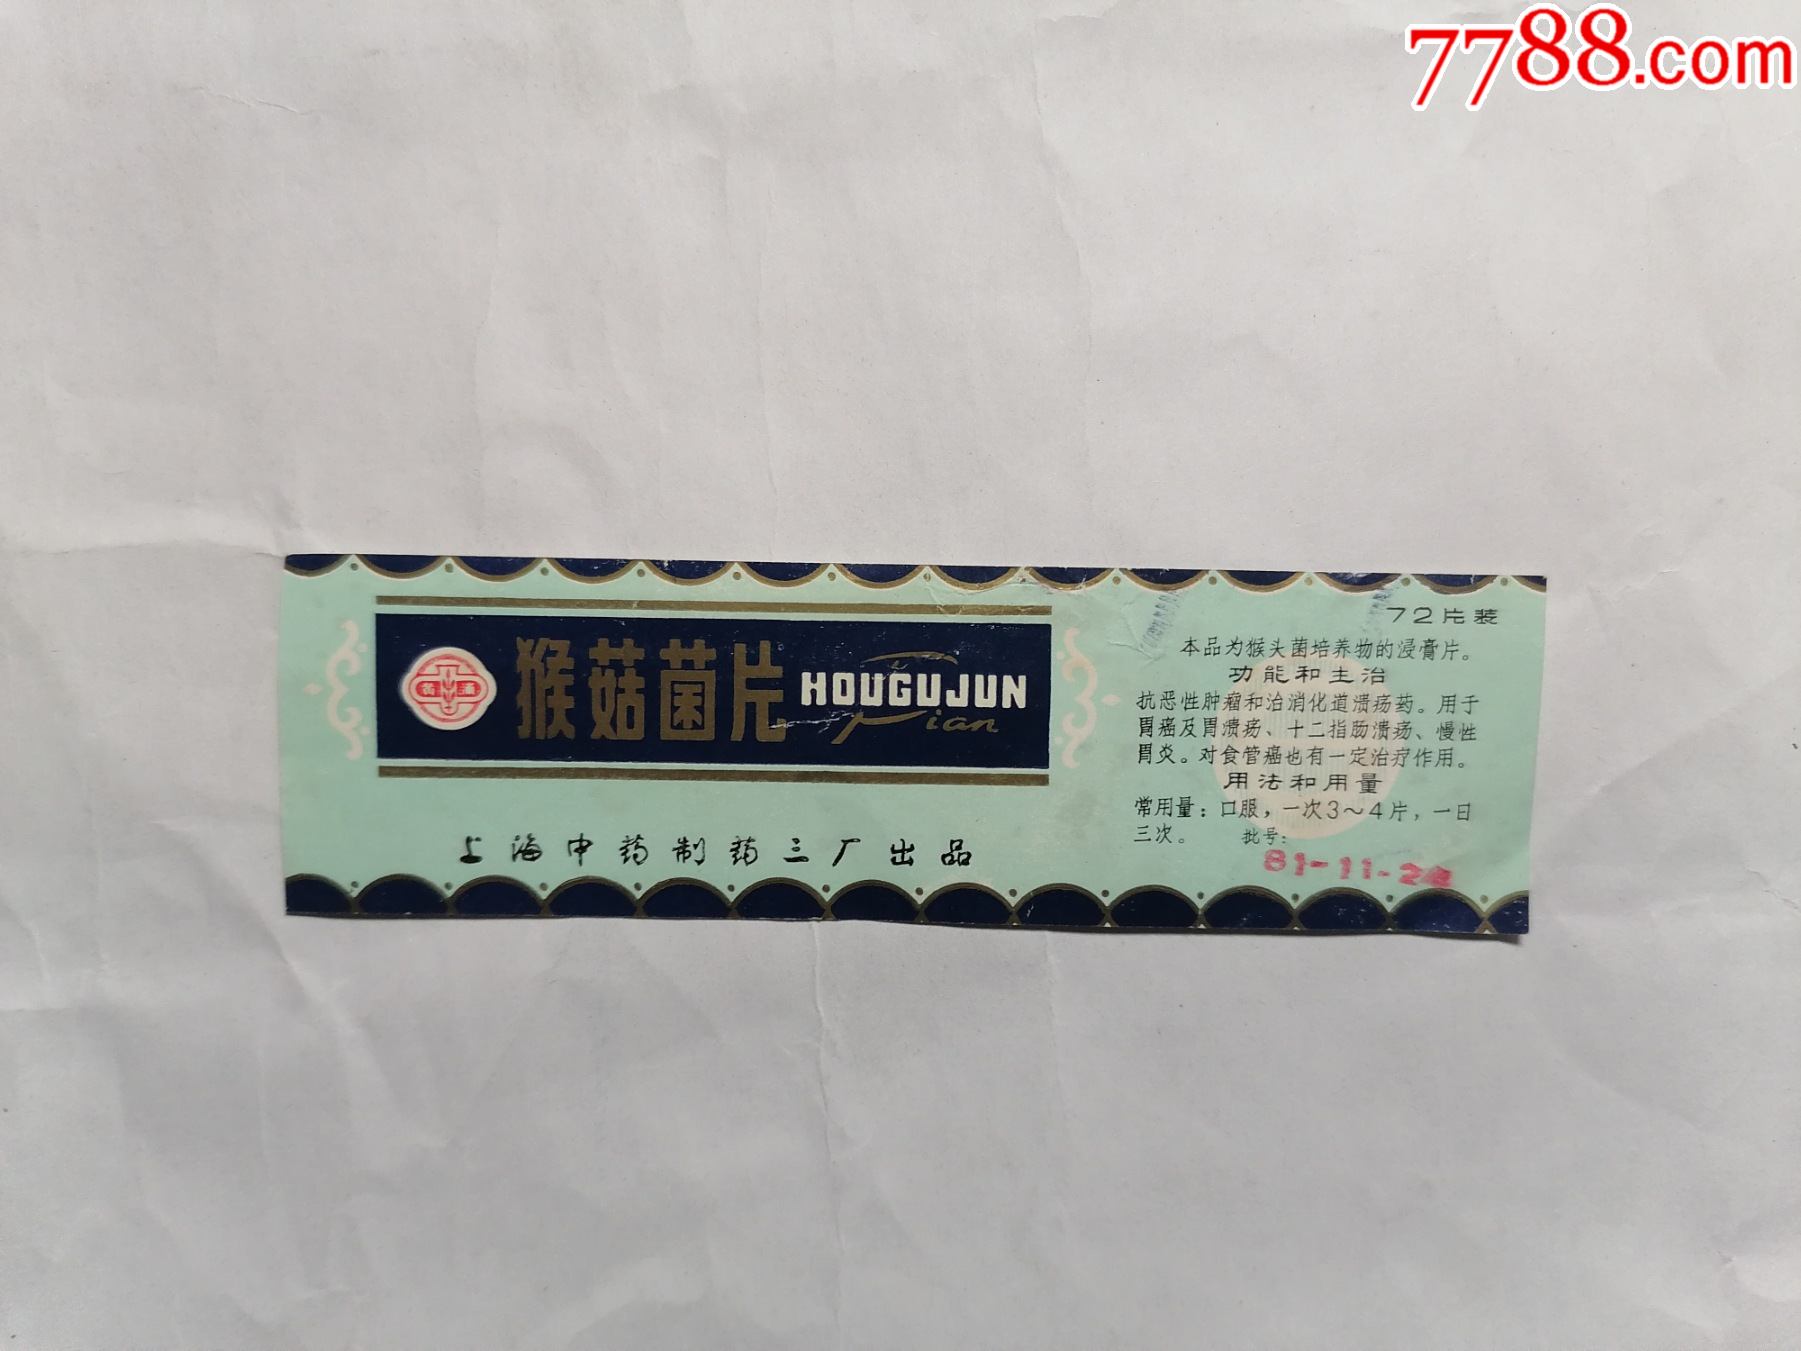 7788.com
黄浦
猴菇菌片 HOUGUJUN
Pian
上海中药制药三厂出品
72片装
本品为猴头菌培养物的浸膏片。
功能和主治
抗恶性肿瘤和治消化道溃疡药。用于
胃癌及胃溃疡、十二指肠溃疡、慢性
胃炎。对食管癌也有一定治疗作用。
用法和用量
常用量：口服，一次3～4片，一日
三次。 批号：
81-11-24